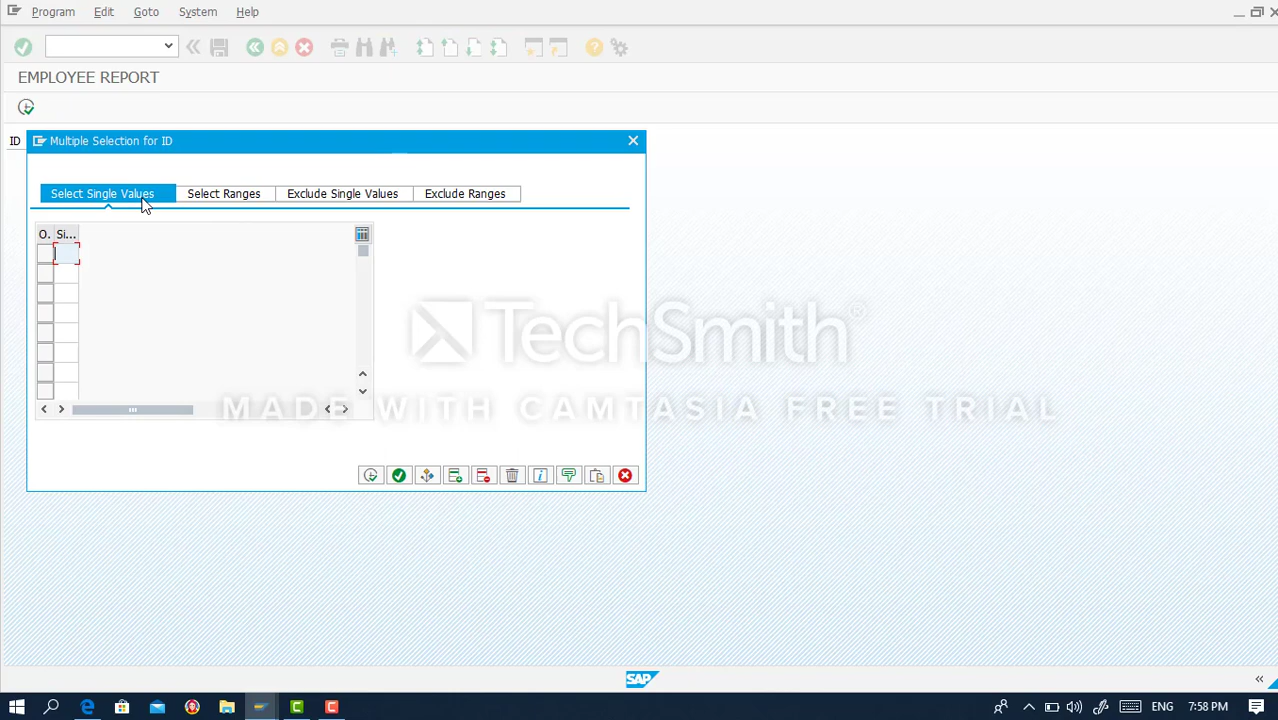 Program Edit Goto System Help
EMPLOYEE REPORT
ID
Multiple Selection for ID
Select Single Values Select Ranges Exclude Single Values Exclude Ranges
O. Si...
TechSmith®
MADE WITH CAMTASIA FREE TRIAL
SAP
ENG 7:58 PM